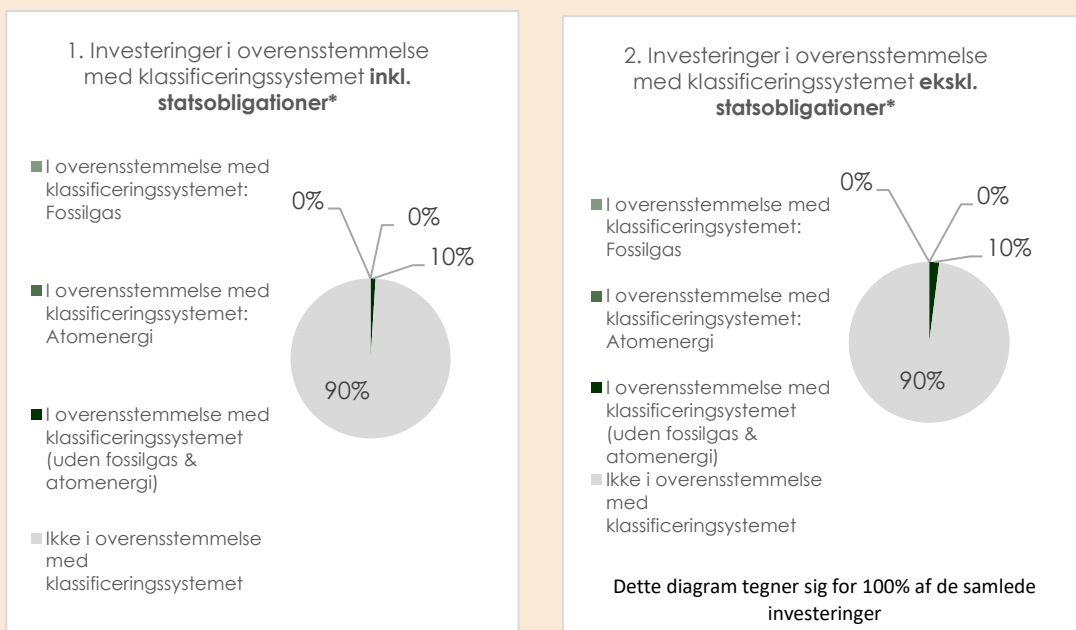 1. Investeringer i overensstemmelse
med klassificeringssystemet inkl.
statsobligationer*
I overensstemmelse med
klassificeringssystemet:
Fossilgas
I overensstemmelse med
klassificeringssystemet:
Atomenergi
I overensstemmelse med
klassificeringssystemet
(uden fossilgas &
atomenergi)
Ikke i overensstemmelse
med
klassificeringsystemet
0%
0%
10%
90%
2. Investeringer i overensstemmelse
med klassificeringssystemet ekskl.
statsobligationer*
I overensstemmelse med
klassificeringsystemet:
Fossilgas
I overensstemmelse med
klassificeringssystemet:
Atomenergi
I overensstemmelse med
klassificeringssystemet
(uden fossilgas &
atomenergi)
Ikke i overensstemmelse
med
klassificeringsystemet
0%
0%
10%
90%
Dette diagram tegner sig for 100% af de samlede
investeringer